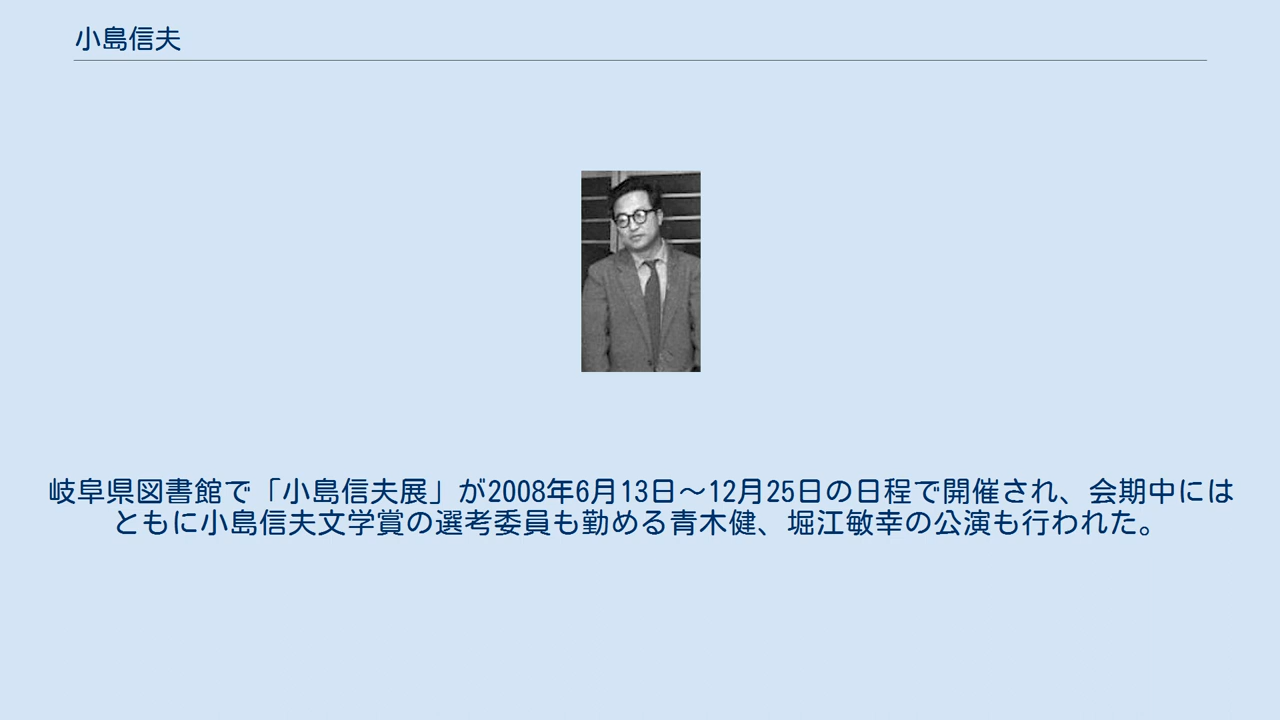 小島信夫
岐阜県図書館で「小島信夫展」が2008年6月13日～12月25日の日程で開催され、会期中には
ともに小島信夫文学賞の選考委員も勤める青木健、堀江敏幸の公演も行われた。